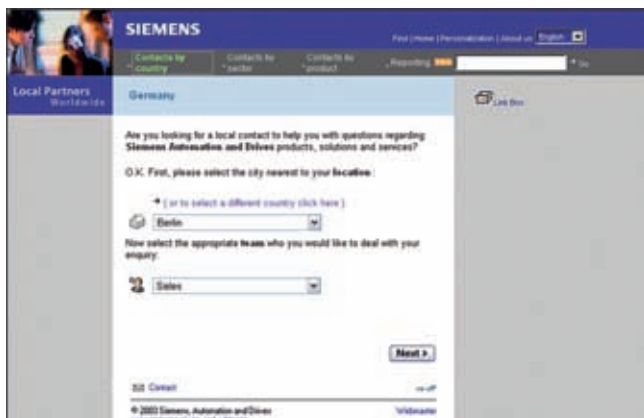 SIEMENS
Find | Home | Personalization | About us English
Contacts by country
Contacts by sector
Contacts by product
Reporting
Go
Local Partners
Worldwide
Germany
Link Box
Are you looking for a local contact to help you with questions regarding
Siemens Automation and Drives products, solutions and services?
O.K. First, please select the city nearest to your location :
( or to select a different country click here )
Berlin
Now select the appropriate team who you would like to deal with your
enquiry:
Sales
Next >
Contact
© 2003 Siemens, Automation and Drives
Webmaster